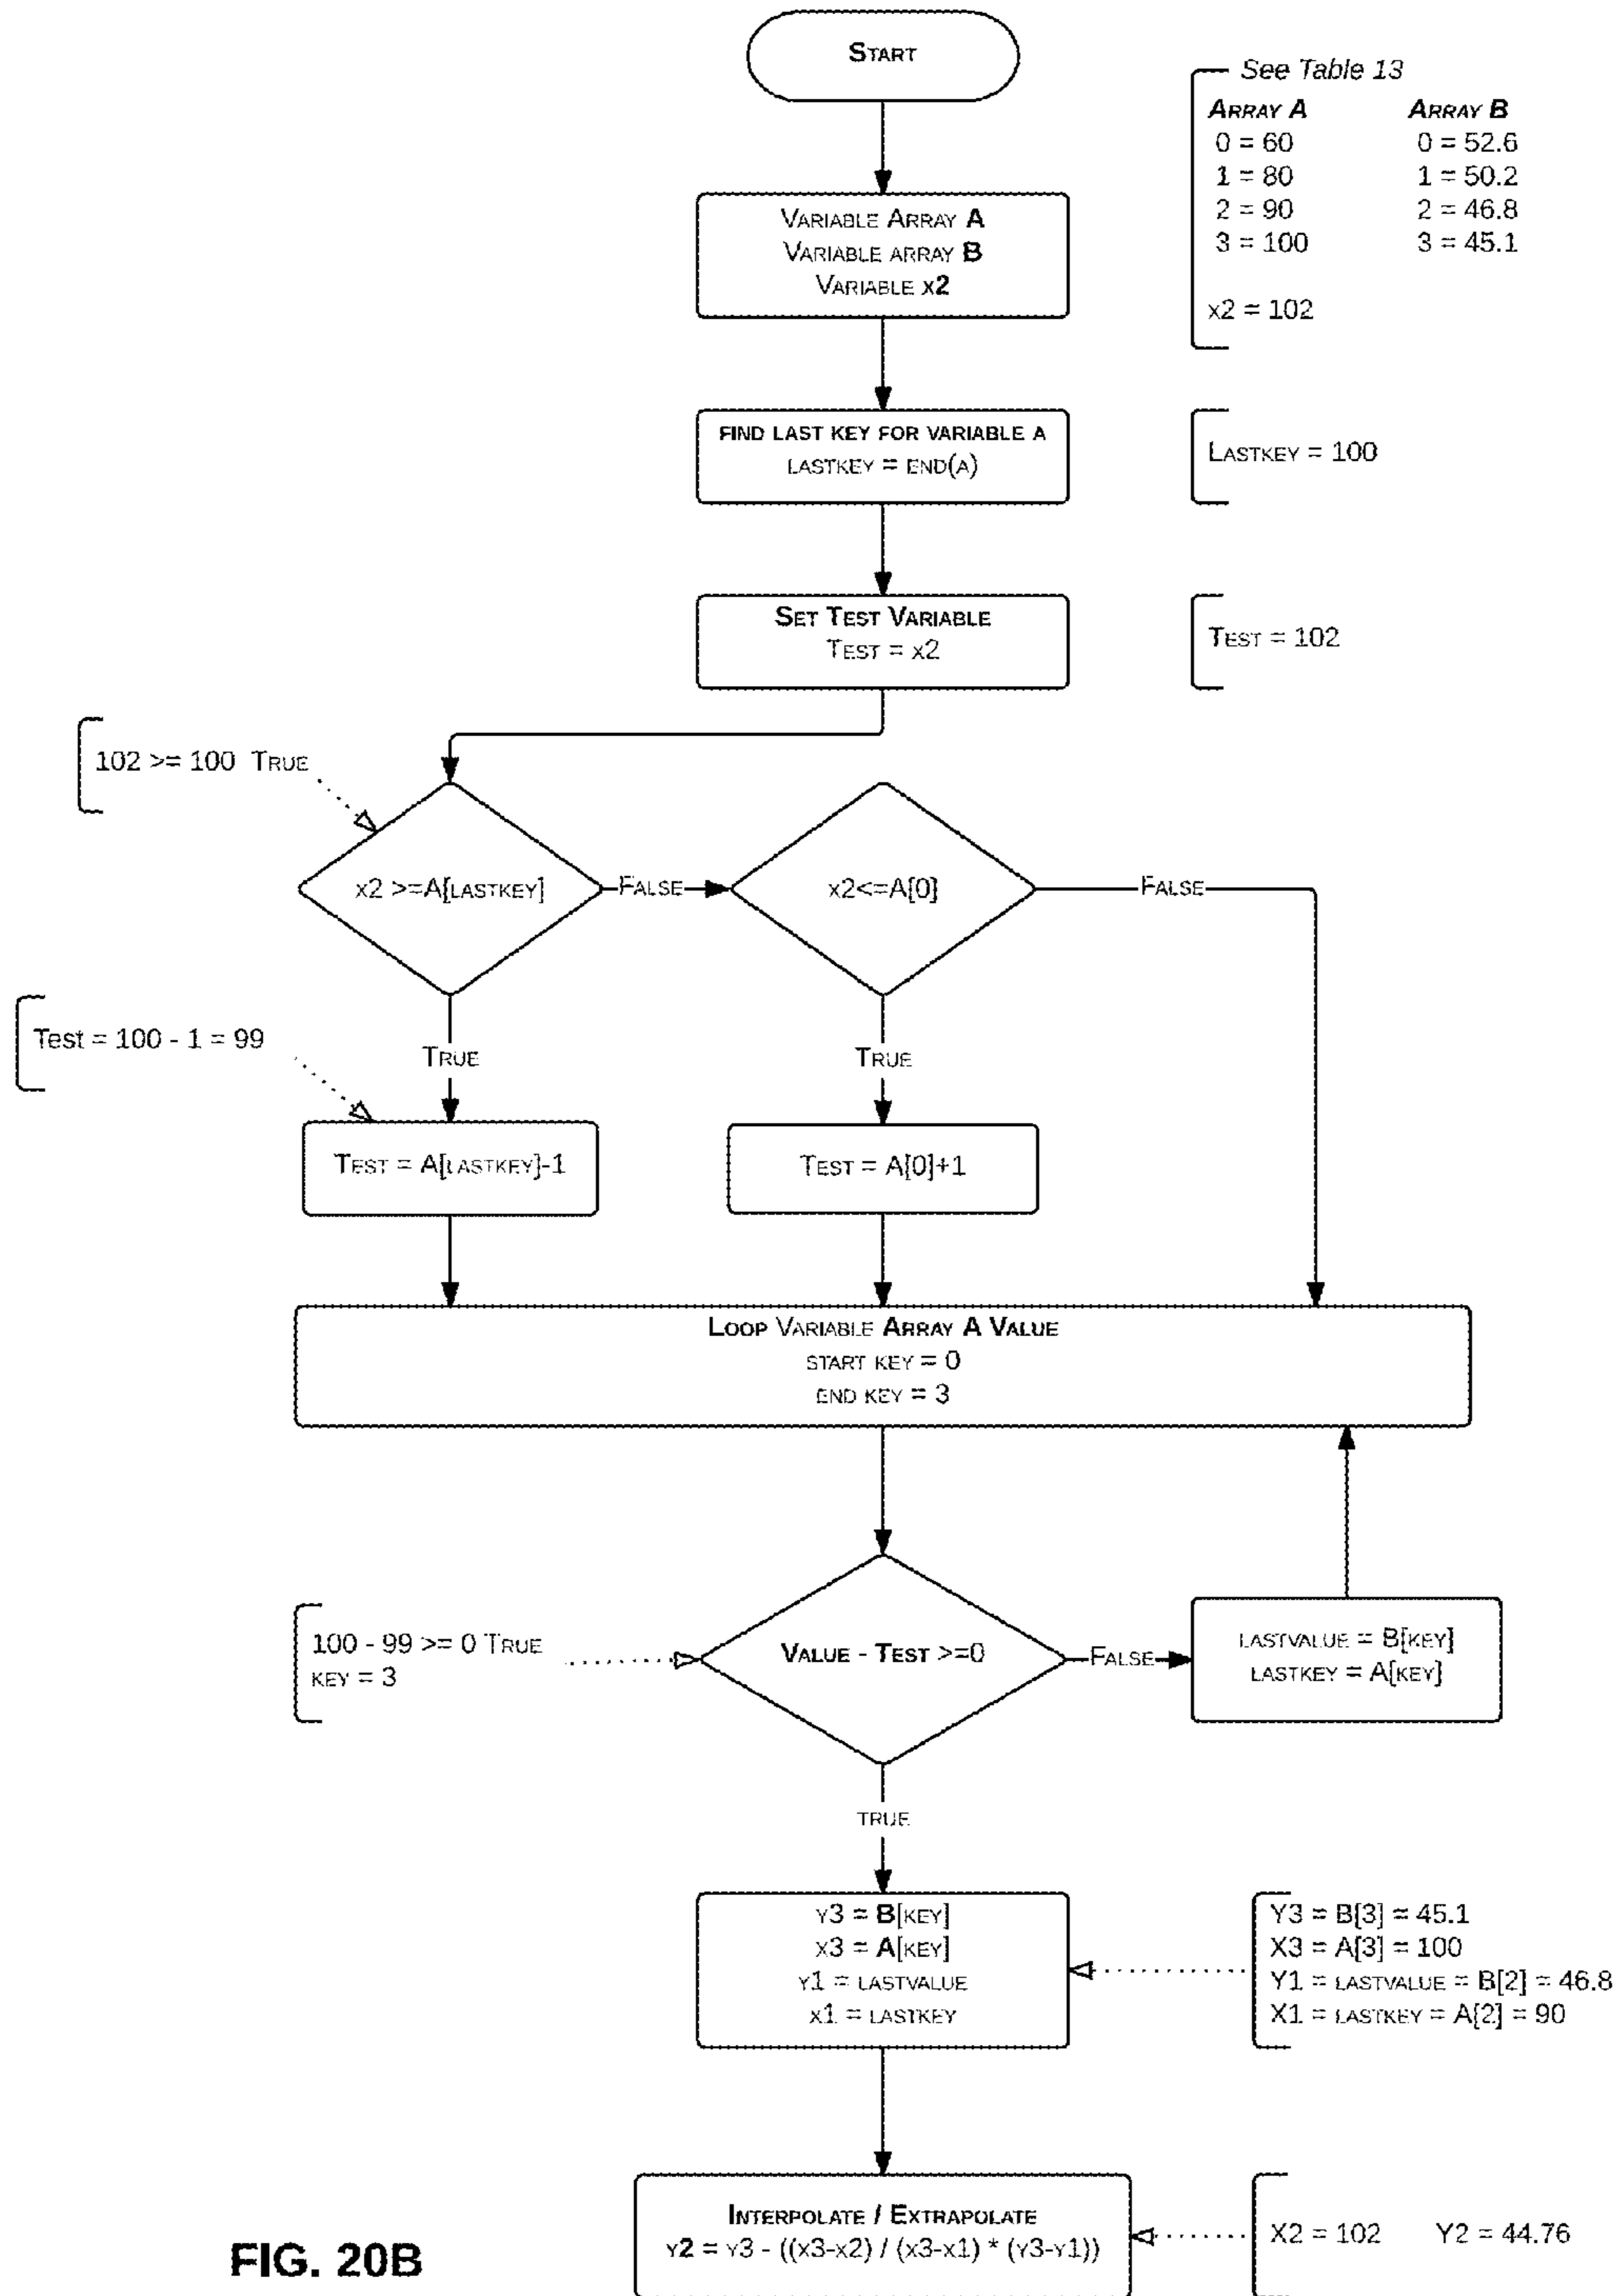 START
See Table 13
ARRAY A ARRAY B
0 = 60 0 = 52.6
1 = 80 1 = 50.2
2 = 90 2 = 46.8
3 = 100 3 = 45.1
x2 = 102
VARIABLE ARRAY A
VARIABLE ARRAY B
VARIABLE x2
FIND LAST KEY FOR VARIABLE A
LASTKEY = END(A)
LASTKEY = 100
SET TEST VARIABLE
TEST = x2
TEST = 102
102 >= 100 TRUE
x2 >=A[LASTKEY]
FALSE
x2<=A[0]
FALSE
Test = 100 - 1 = 99
TRUE
TRUE
TEST = A[LASTKEY]-1
TEST = A[0]+1
LOOP VARIABLE ARRAY A VALUE
START KEY = 0
END KEY = 3
100 - 99 >= 0 TRUE
KEY = 3
VALUE - TEST >=0
FALSE
LASTVALUE = B[KEY]
LASTKEY = A[KEY]
TRUE
Y3 = B[KEY]
X3 = A[KEY]
Y1 = LASTVALUE
X1 = LASTKEY
Y3 = B[3] = 45.1
X3 = A[3] = 100
Y1 = LASTVALUE = B[2] = 46.8
X1 = LASTKEY = A[2] = 90
INTERPOLATE / EXTRAPOLATE
Y2 = Y3 - ((X3-X2) / (X3-X1) * (Y3-Y1))
X2 = 102 Y2 = 44.76
FIG. 20B